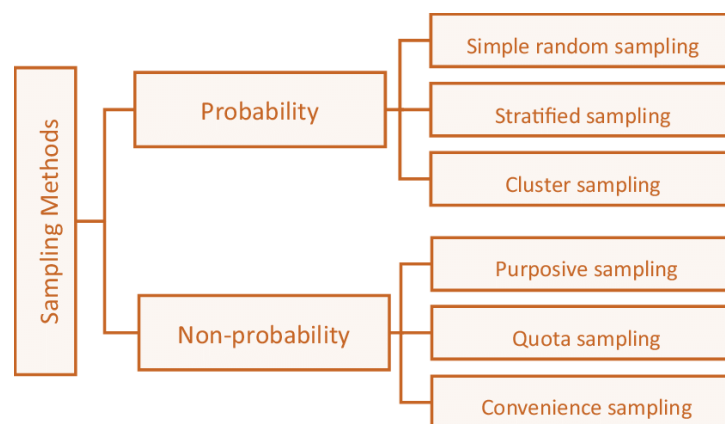 Sampling Methods
Probability
Simple random sampling
Stratified sampling
Cluster sampling
Non-probability
Purposive sampling
Quota sampling
Convenience sampling